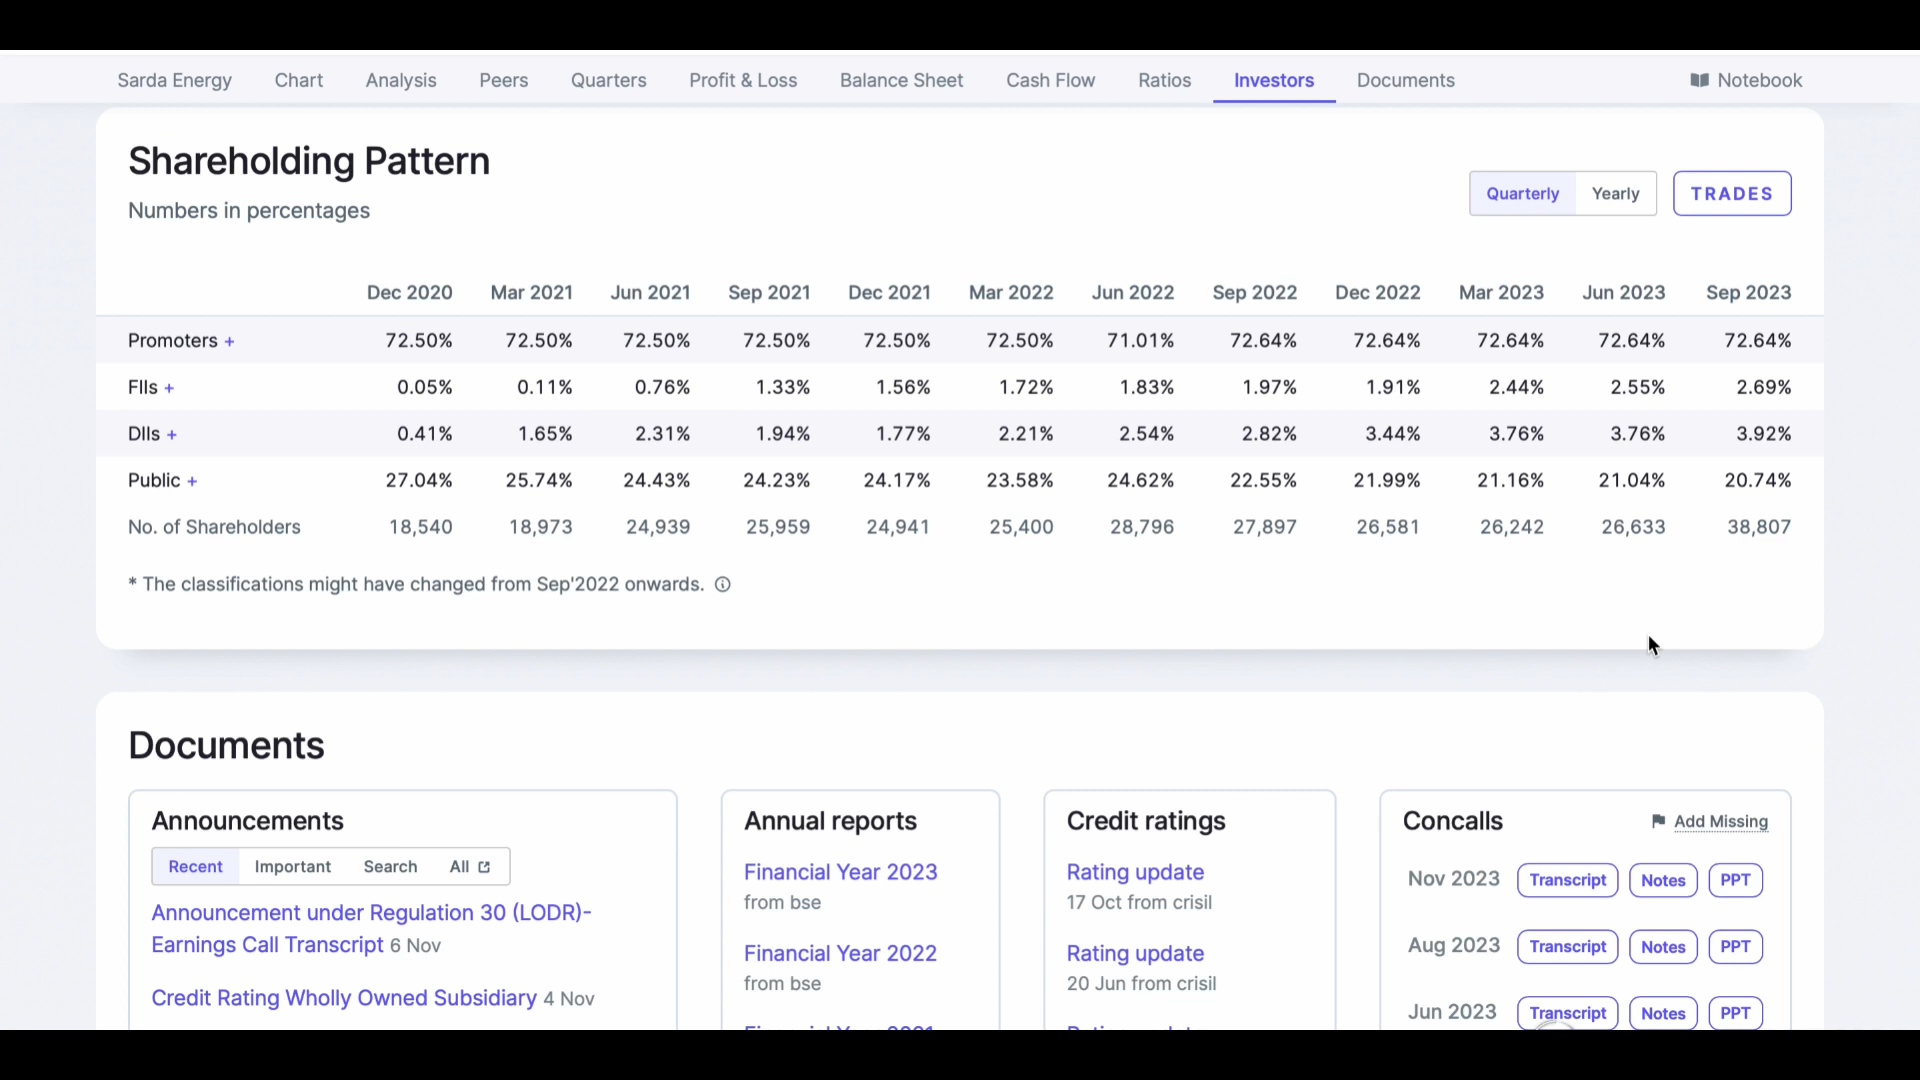 Sarda Energy Chart Analysis Peers Quarters Profit & Loss Balance Sheet Cash Flow Ratios Investors Documents Notebook
Shareholding Pattern
Numbers in percentages
Quarterly Yearly TRADES
Dec 2020 Mar 2021 Jun 2021 Sep 2021 Dec 2021 Mar 2022 Jun 2022 Sep 2022 Dec 2022 Mar 2023 Jun 2023 Sep 2023
Promoters + 72.50% 72.50% 72.50% 72.50% 72.50% 72.50% 71.01% 72.64% 72.64% 72.64% 72.64% 72.64%
FIIs + 0.05% 0.11% 0.76% 1.33% 1.56% 1.72% 1.83% 1.97% 1.91% 2.44% 2.55% 2.69%
DIIs + 0.41% 1.65% 2.31% 1.94% 1.77% 2.21% 2.54% 2.82% 3.44% 3.76% 3.76% 3.92%
Public + 27.04% 25.74% 24.43% 24.23% 24.17% 23.58% 24.62% 22.55% 21.99% 21.16% 21.04% 20.74%
No. of Shareholders 18,540 18,973 24,939 25,959 24,941 25,400 28,796 27,897 26,581 26,242 26,633 38,807
* The classifications might have changed from Sep'2022 onwards.
Documents
Announcements
Recent Important Search All
Announcement under Regulation 30 (LODR)-
Earnings Call Transcript 6 Nov
Credit Rating Wholly Owned Subsidiary 4 Nov
Annual reports
Financial Year 2023
from bse
Financial Year 2022
from bse
Credit ratings
Rating update
17 Oct from crisil
Rating update
20 Jun from crisil
Concalls Add Missing
Nov 2023 Transcript Notes PPT
Aug 2023 Transcript Notes PPT
Jun 2023 Transcript Notes PPT